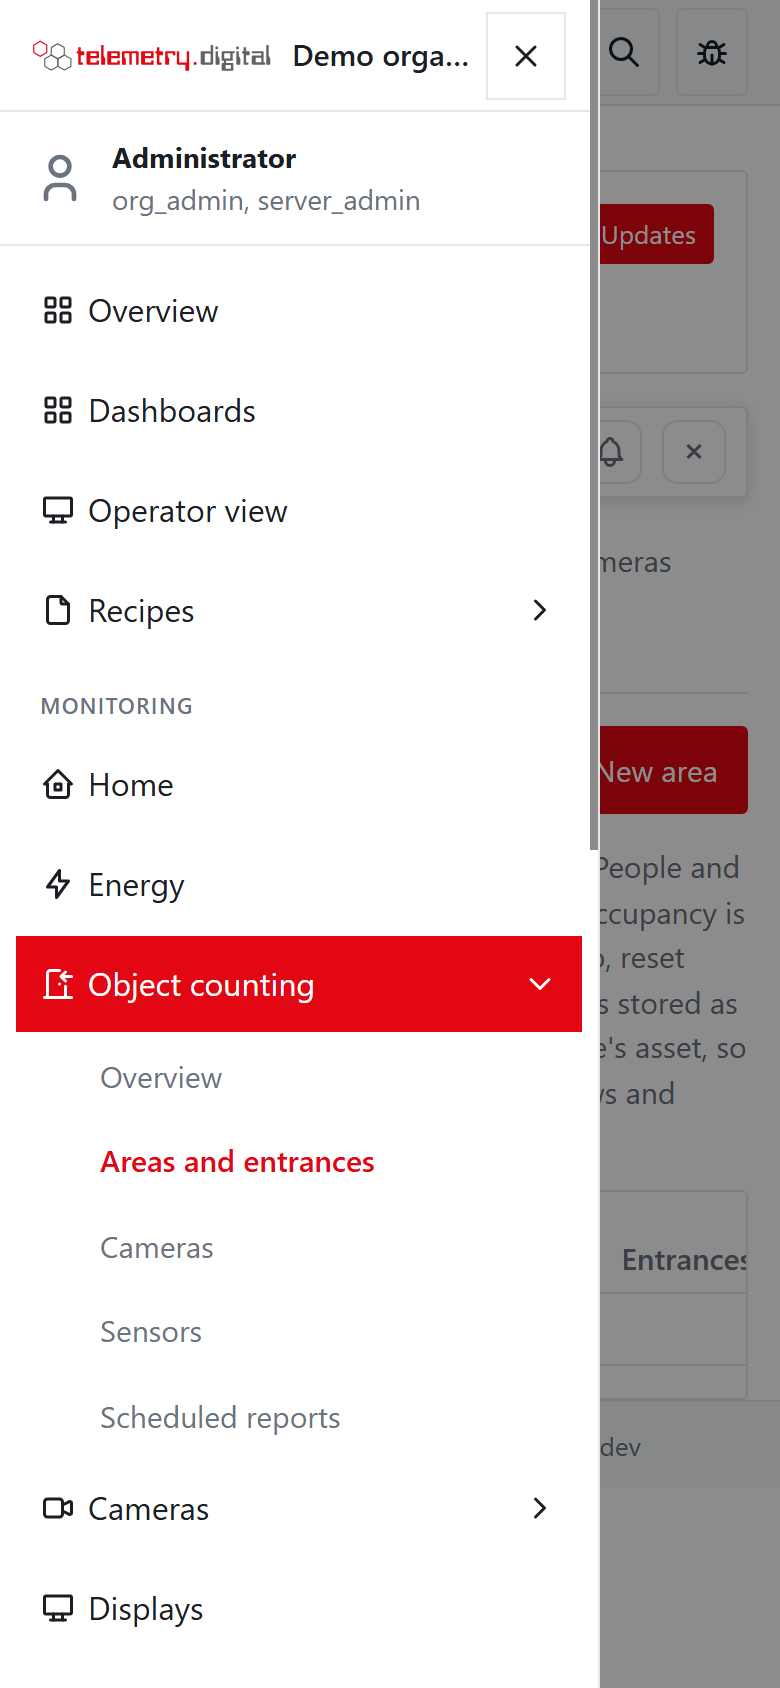 telemetry.digital Demo orga...
Administrator
org_admin, server_admin
Updates
Overview
Dashboards
Operator view
Recipes
meras
MONITORING
Home
New area
Energy
People and
ccupancy is
Object counting
, reset
s stored as
Overview
e's asset, so
s and
Areas and entrances
Cameras
Entrances
Sensors
Scheduled reports
dev
Cameras
Displays